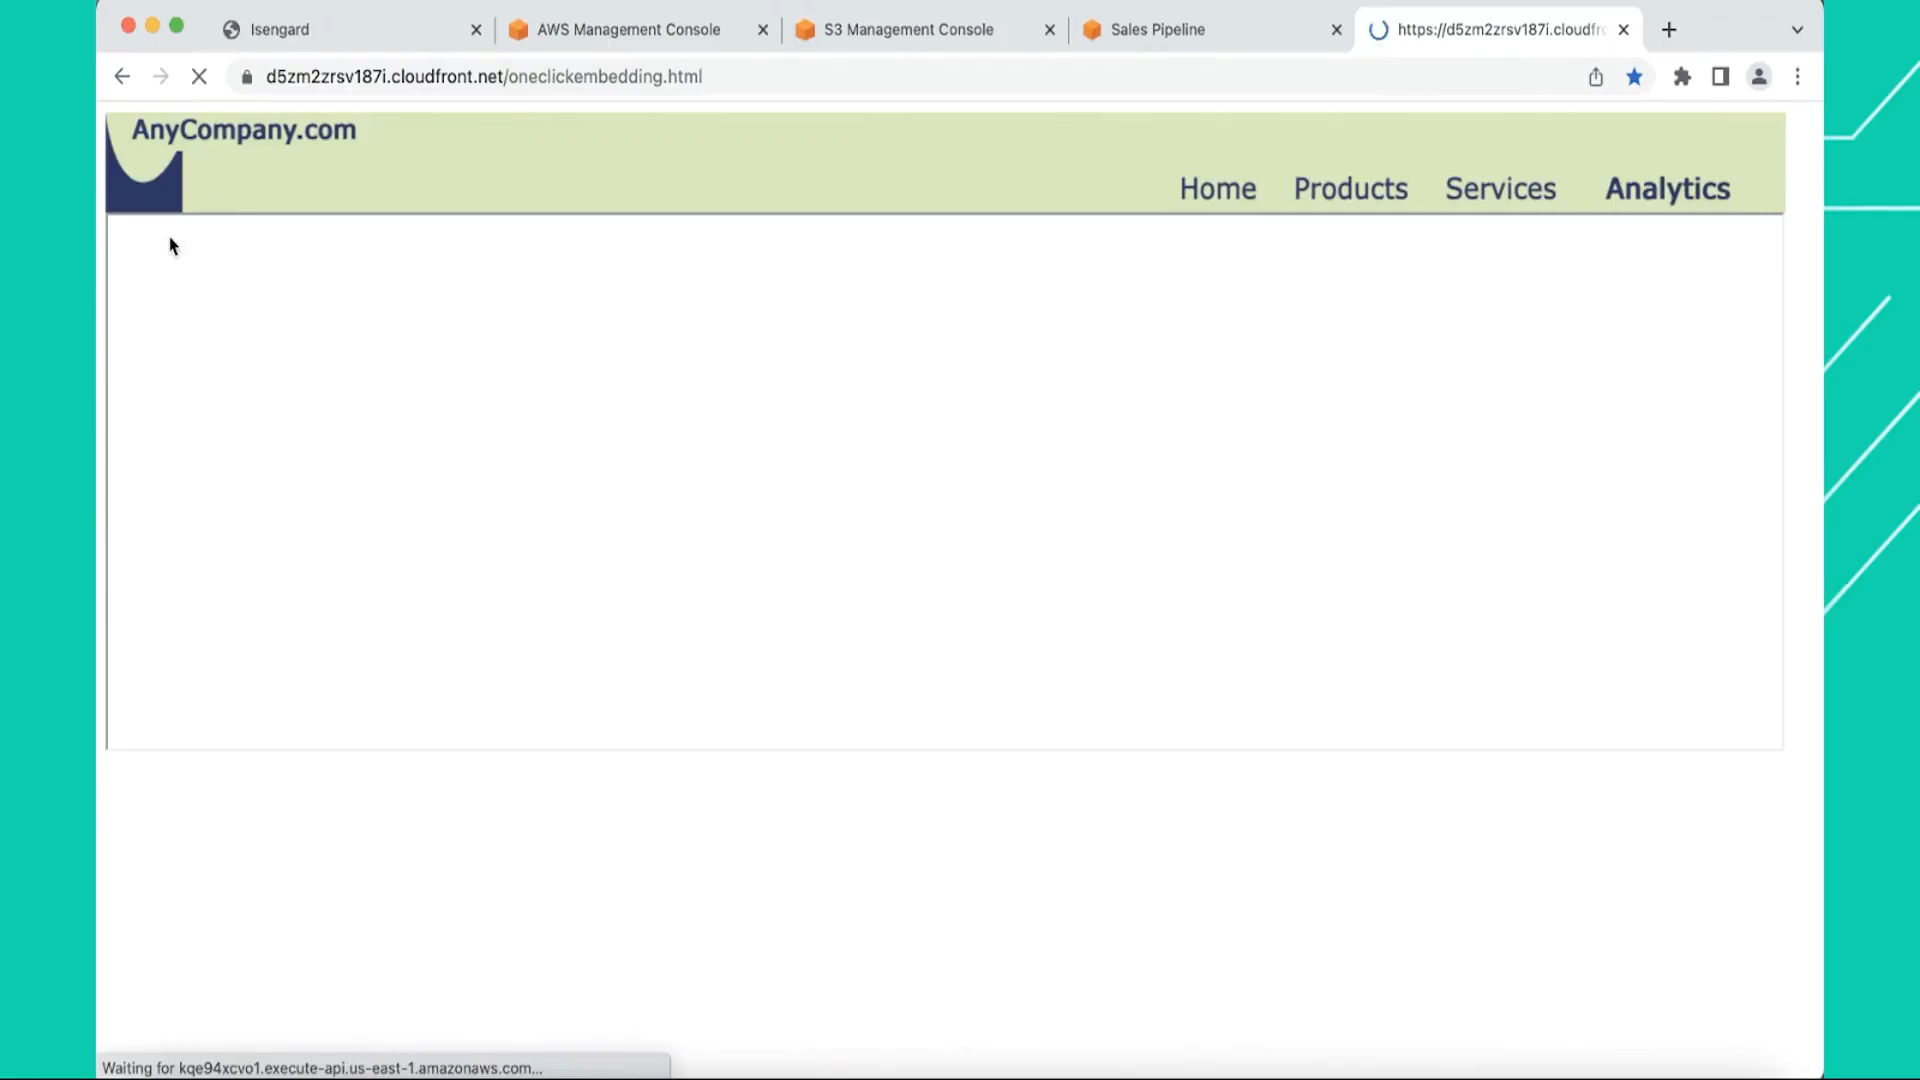 Isengard
AWS Management Console
S3 Management Console
Sales Pipeline
https://d5zm2zrsv187i.cloudfr
d5zm2zrsv187i.cloudfront.net/oneclickembedding.html
AnyCompany.com
Home Products Services Analytics
Waiting for kqe94xcvo1.execute-api.us-east-1.amazonaws.com...